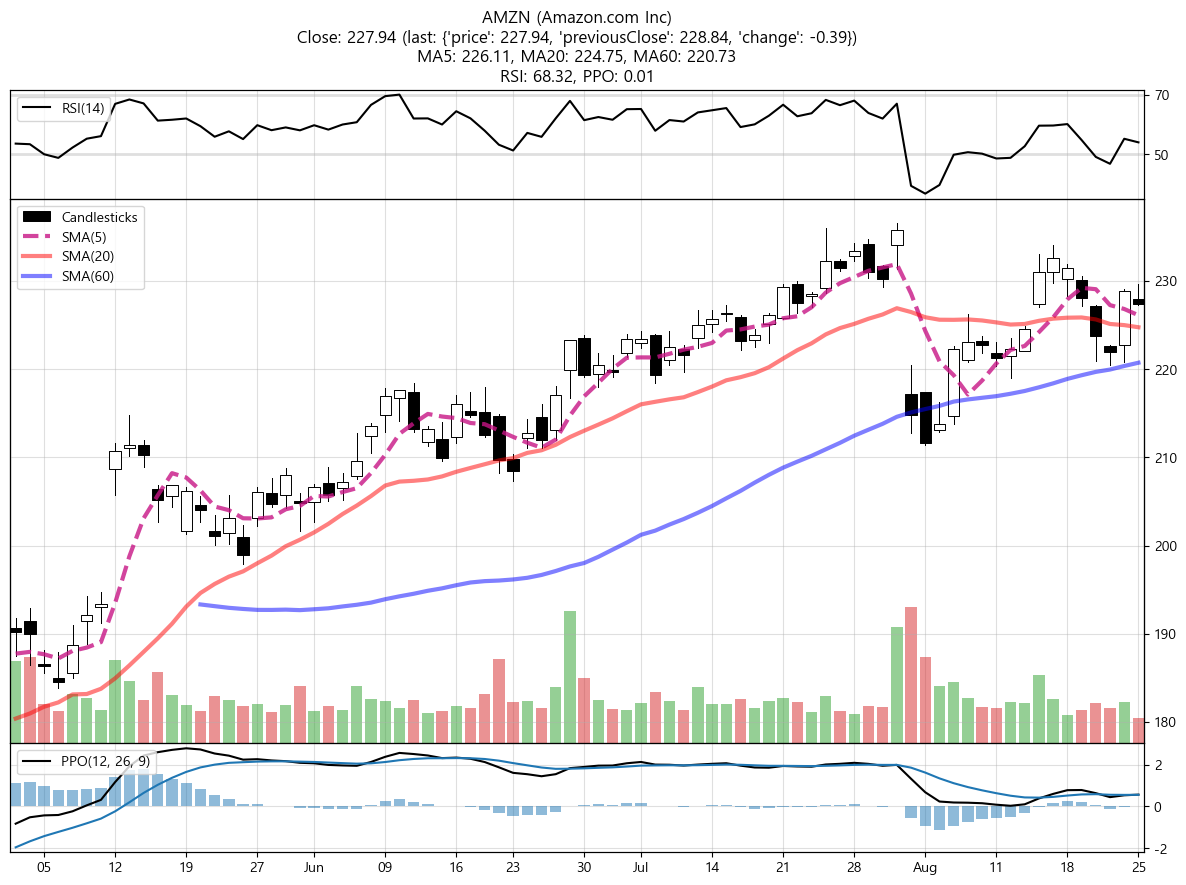 AMZN (Amazon.com Inc)
Close: 227.94 (last: {'price': 227.94, 'previousClose': 228.84, 'change': -0.39})
MA5: 226.11, MA20: 224.75, MA60: 220.73
RSI: 68.32, PPO: 0.01
RSI(14)
70
50
Candlesticks
SMA(5)
SMA(20)
SMA(60)
230
220
210
200
190
180
PPO(12, 26, 9)
2
0
-2
05 12 19 27 Jun 09 16 23 30 Jul 14 21 28 Aug 11 18 25